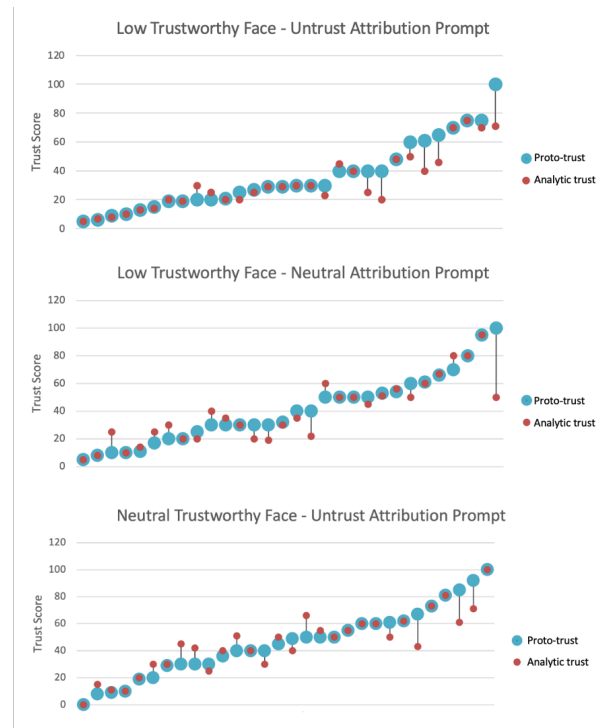 Low Trustworthy Face - Untrust Attribution Prompt
120
100
80
60
40
20
0
Trust Score
Proto-trust
Analytic trust
Low Trustworthy Face - Neutral Attribution Prompt
120
100
80
60
40
20
0
Trust Score
Proto-trust
Analytic trust
Neutral Trustworthy Face - Untrust Attribution Prompt
120
100
80
60
40
20
0
Trust Score
Proto-trust
Analytic trust